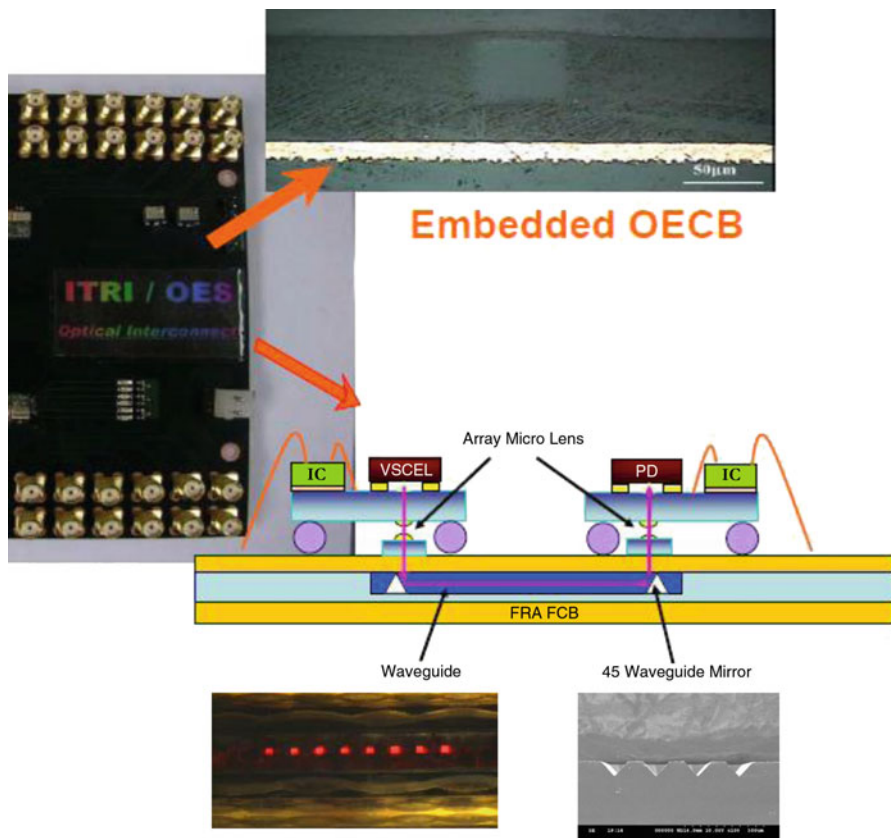 50μm
Embedded OECB
ITRI / OES
Optical Interconnect
Array Micro Lens
IC
VSCEL
PD
IC
FRA FCB
Waveguide
45 Waveguide Mirror